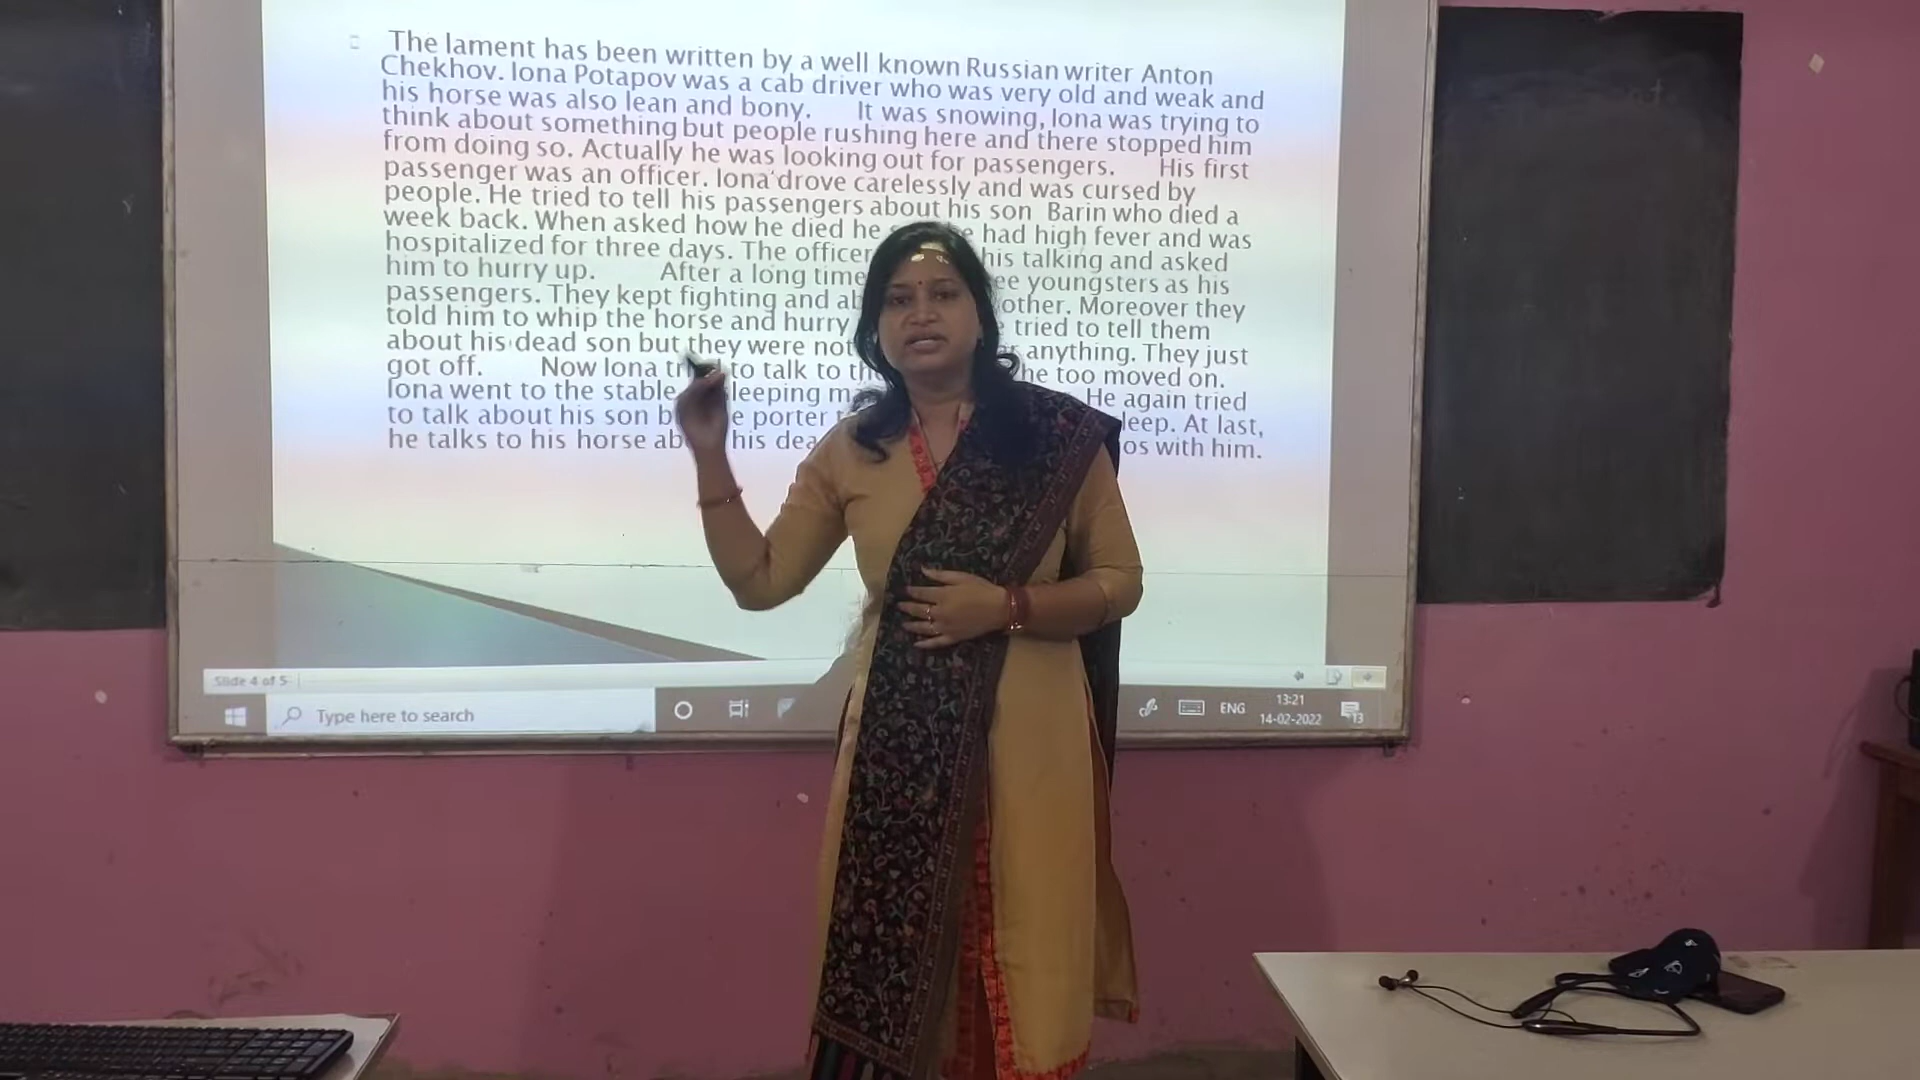 The lament has been written by a well known Russian writer Anton
Chekhov. Iona Potapov was a cab driver who was very old and weak and
his horse was also lean and bony. It was snowing, Iona was trying to
think about something but people rushing here and there stopped him
from doing so. Actually he was looking out for passengers. His first
passenger was an officer. Iona drove carelessly and was cursed by
people. He tried to tell his passengers about his son Barin who died a
week back. When asked how he died he had high fever and was
hospitalized for three days. The officer his talking and asked
him to hurry up. After a long time youngsters as his
passengers. They kept fighting and other. Moreover they
told him to whip the horse and hurry tried to tell them
about his dead son but they were not anything. They just
got off. Now Iona to talk to he too moved on.
Iona went to the stable He again tried
to talk about his son porter At last,
he talks to his horse his with him.
Slide 4 of 5
Type here to search
ENG
13:21
14-02-2022
13